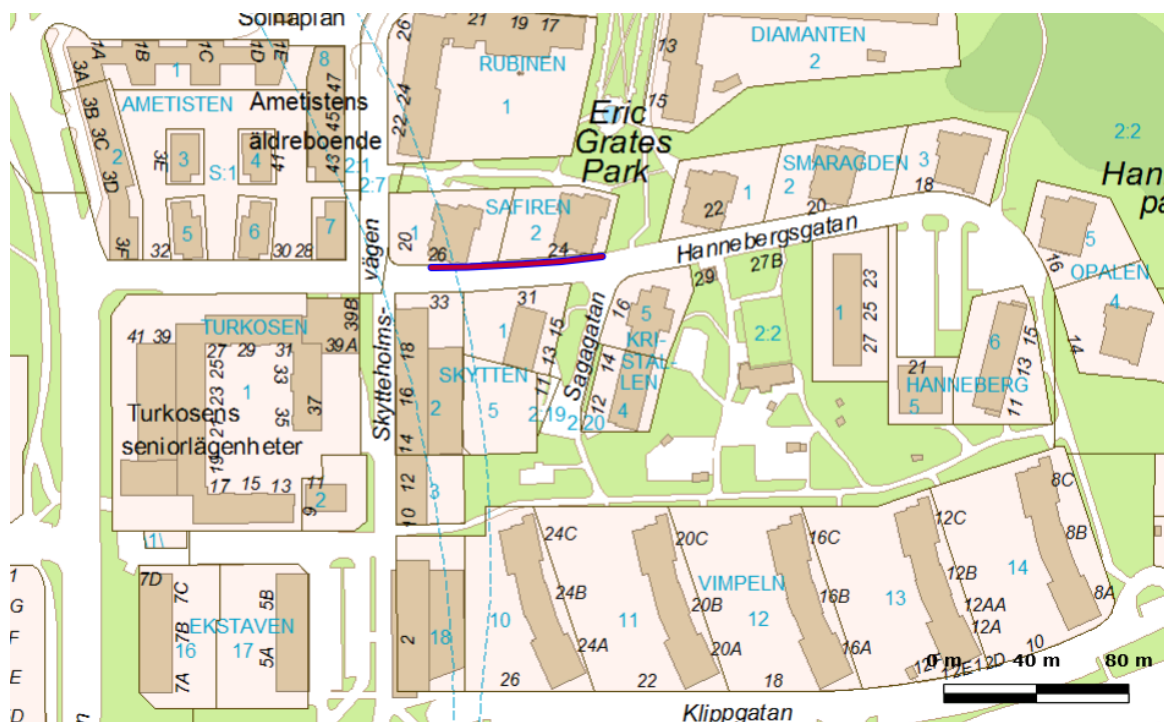 Solnaplan
26
21
19
17
13
DIAMANTEN
2
1A
1B
1C
1D
1E
8
3A
1
47
RUBINEN
AMETISTEN
Ametistens
24
1
15
3B
45
Eric
Grates
Park
2:2
3C
äldreboende
22
2
3E
3
4
41
43
2:1
SMARAGDEN
3
S:1
2:7
1
2
18
Han
pa
3D
SAFIREN
22
20
3F
5
6
7
20
1
2
Hannebergsgatan
5
32
30
28
26
24
vägen
27B
16
OPALEN
29
23
4
33
31
16
5
41
39
TURKOSEN
39B
1
15
2:2
1
25
6
15
27
29
31
39A
18
KRI-
STAL-
LEN
27
14
25
33
SKYTTEN
13
14
21
13
1
16
11
Sagagatan
HANNEBERG
23
37
2
5
2:19
12
4
5
11
Turkosens
35
Skytteholms-
2:20
21
seniorlägenheter
14
19
17
15
13
11
12
3
8C
2
9
10
12C
1
24C
20C
16C
8B
7D
14
7C
5B
24B
VIMPELN
12B
8A
EKSTAVEN
2
10
11
20B
12
16B
13
12AA
7B
18
12A
16
17
24A
20A
16A
10
7A
5A
26
22
18
12F
12E
12D
0 m
40 m
80 m
1
G
F
E
D
Klippgatan